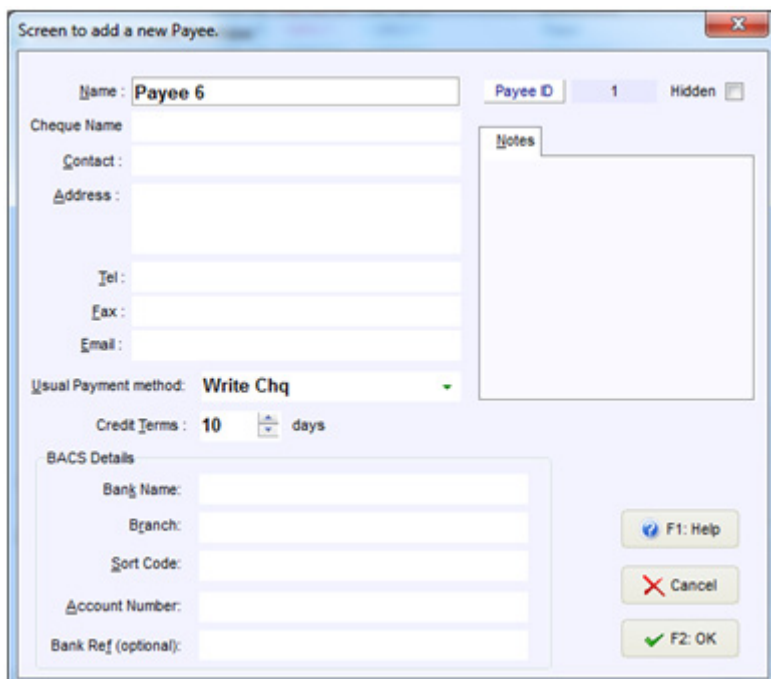 Screen to add a new Payee.
Name : Payee 6
Payee ID 1 Hidden
Cheque Name
Contact :
Address :
Notes
Tel :
Fax :
Email :
Usual Payment method: Write Chq
Credit Terms : 10 days
BACS Details
Bank Name:
Branch:
Sort Code:
Account Number:
Bank Ref (optional):
F1: Help
Cancel
F2: OK